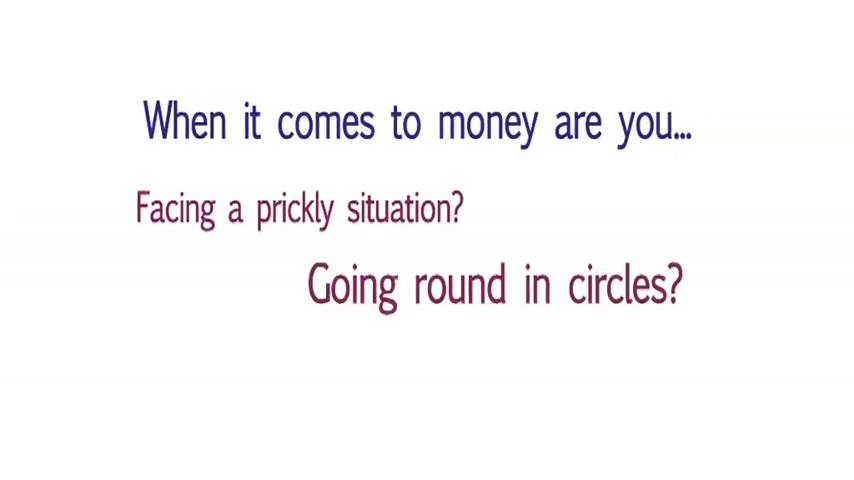 When it comes to money are you...
Facing a prickly situation?
Going round in circles?